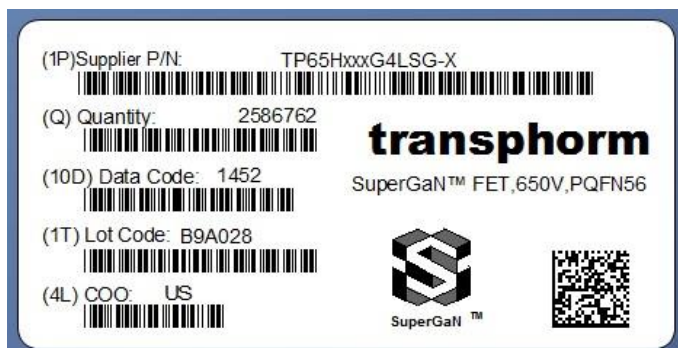 (1P)Supplier P/N: TP65HxxxG4LSG-X
(Q) Quantity: 2586762
transphorm
(10D) Data Code: 1452
SuperGaN™ FET,650V,PQFN56
(1T) Lot Code: B9A028
(4L) COO: US
SuperGaN ™